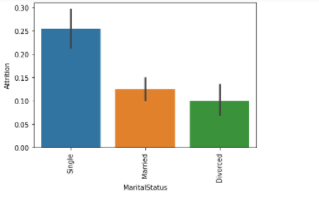 0.30
0.25
0.20
0.15
0.10
0.05
0.00
Attrition
Single
Married
Divorced
MaritalStatus